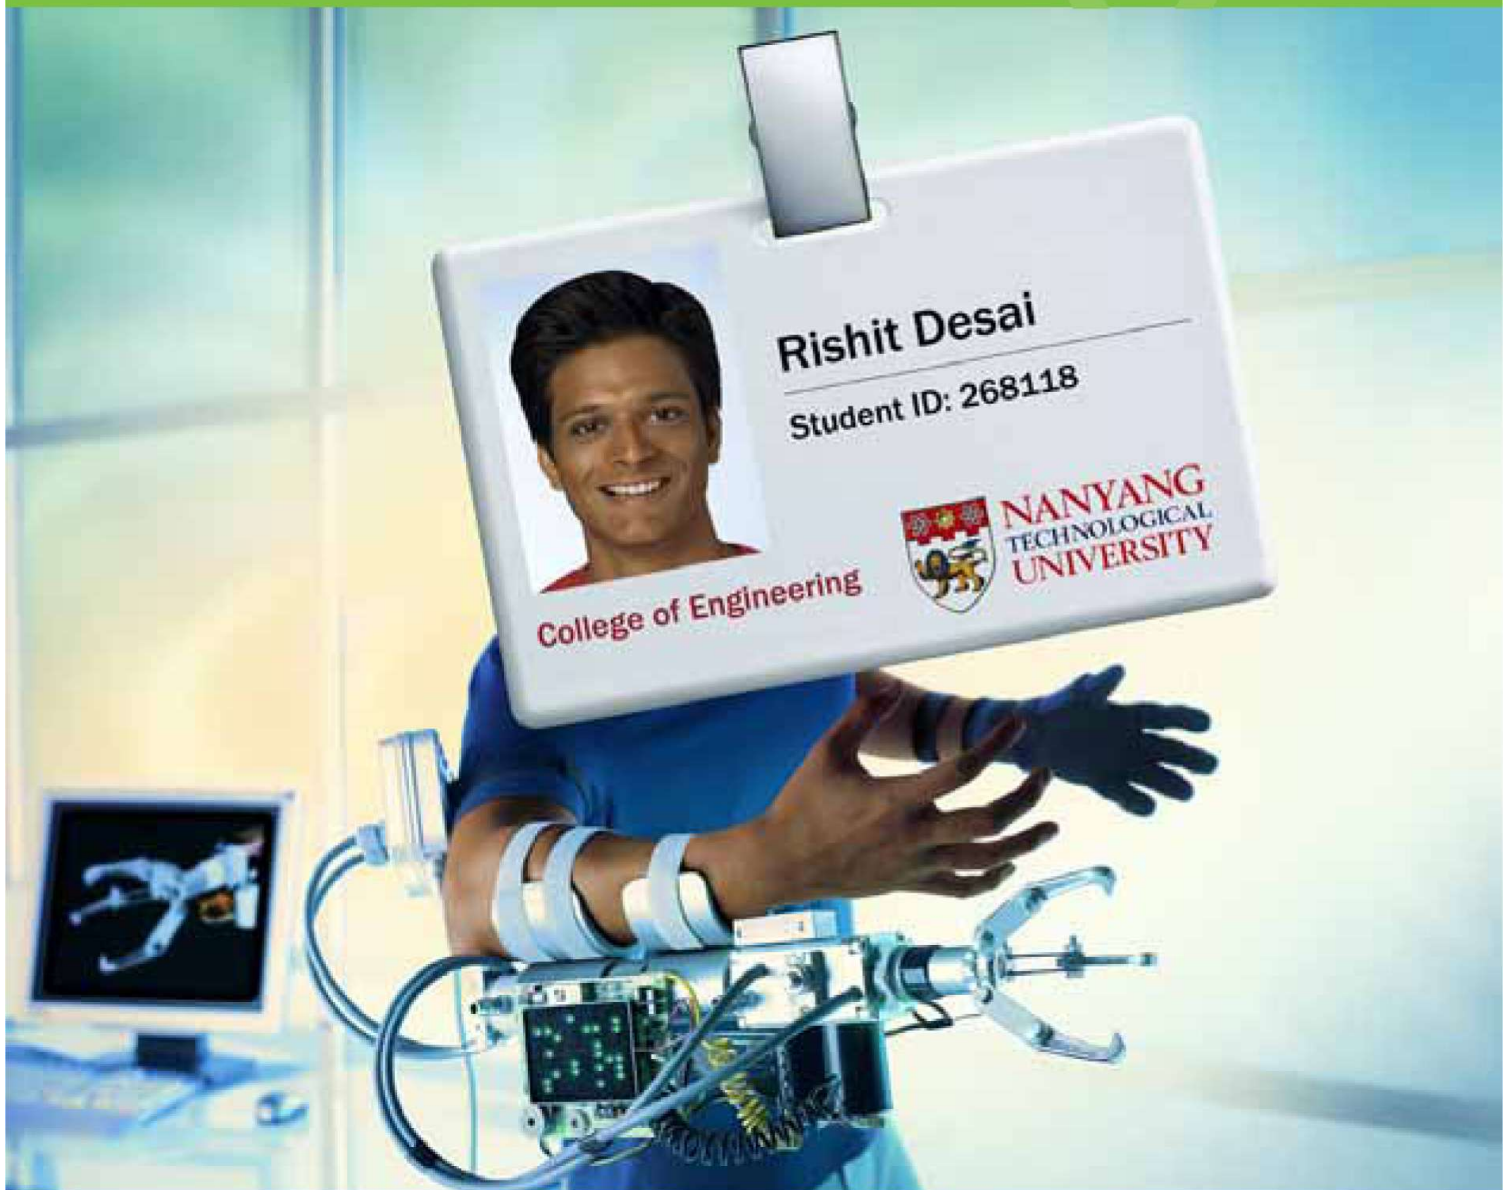 Rishit Desai
Student ID: 268118
NANYANG
TECHNOLOGICAL
UNIVERSITY
College of Engineering